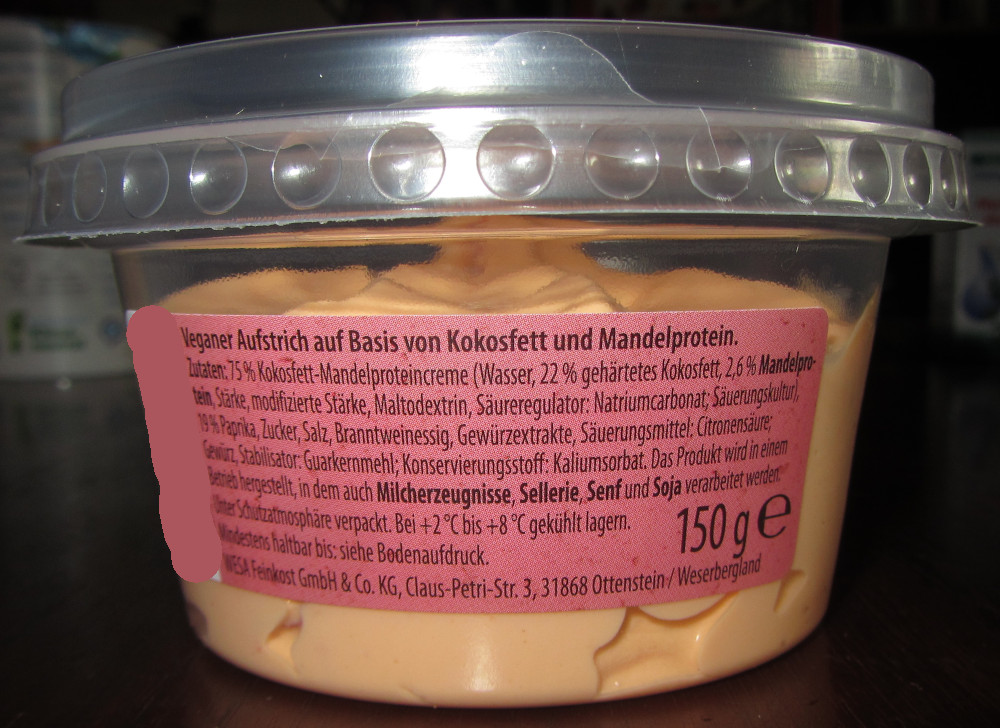 Veganer Aufstrich auf Basis von Kokosfett und Mandelprotein.
Zutaten: 75 % Kokosfett-Mandelproteincreme (Wasser, 22 % gehärtetes Kokosfett, 2,6 % Mandelpro-
tein, Stärke, modifizierte Stärke, Maltodextrin, Säureregulator: Natriumcarbonat; Säuerungskultur),
19 % Paprika, Zucker, Salz, Branntweinessig, Gewürzextrakte, Säuerungsmittel: Citronensäure;
Gewürz, Stabilisator: Guarkernmehl; Konservierungsstoff: Kaliumsorbat. Das Produkt wird in einem
Betrieb hergestellt, in dem auch Milcherzeugnisse, Sellerie, Senf und Soja verarbeitet werden.
Unter Schutzatmosphäre verpackt. Bei +2 °C bis +8 °C gekühlt lagern.
Mindestens haltbar bis: siehe Bodenaufdruck.
150 g e
WESA Feinkost GmbH & Co. KG, Claus-Petri-Str. 3, 31868 Ottenstein / Weserbergland